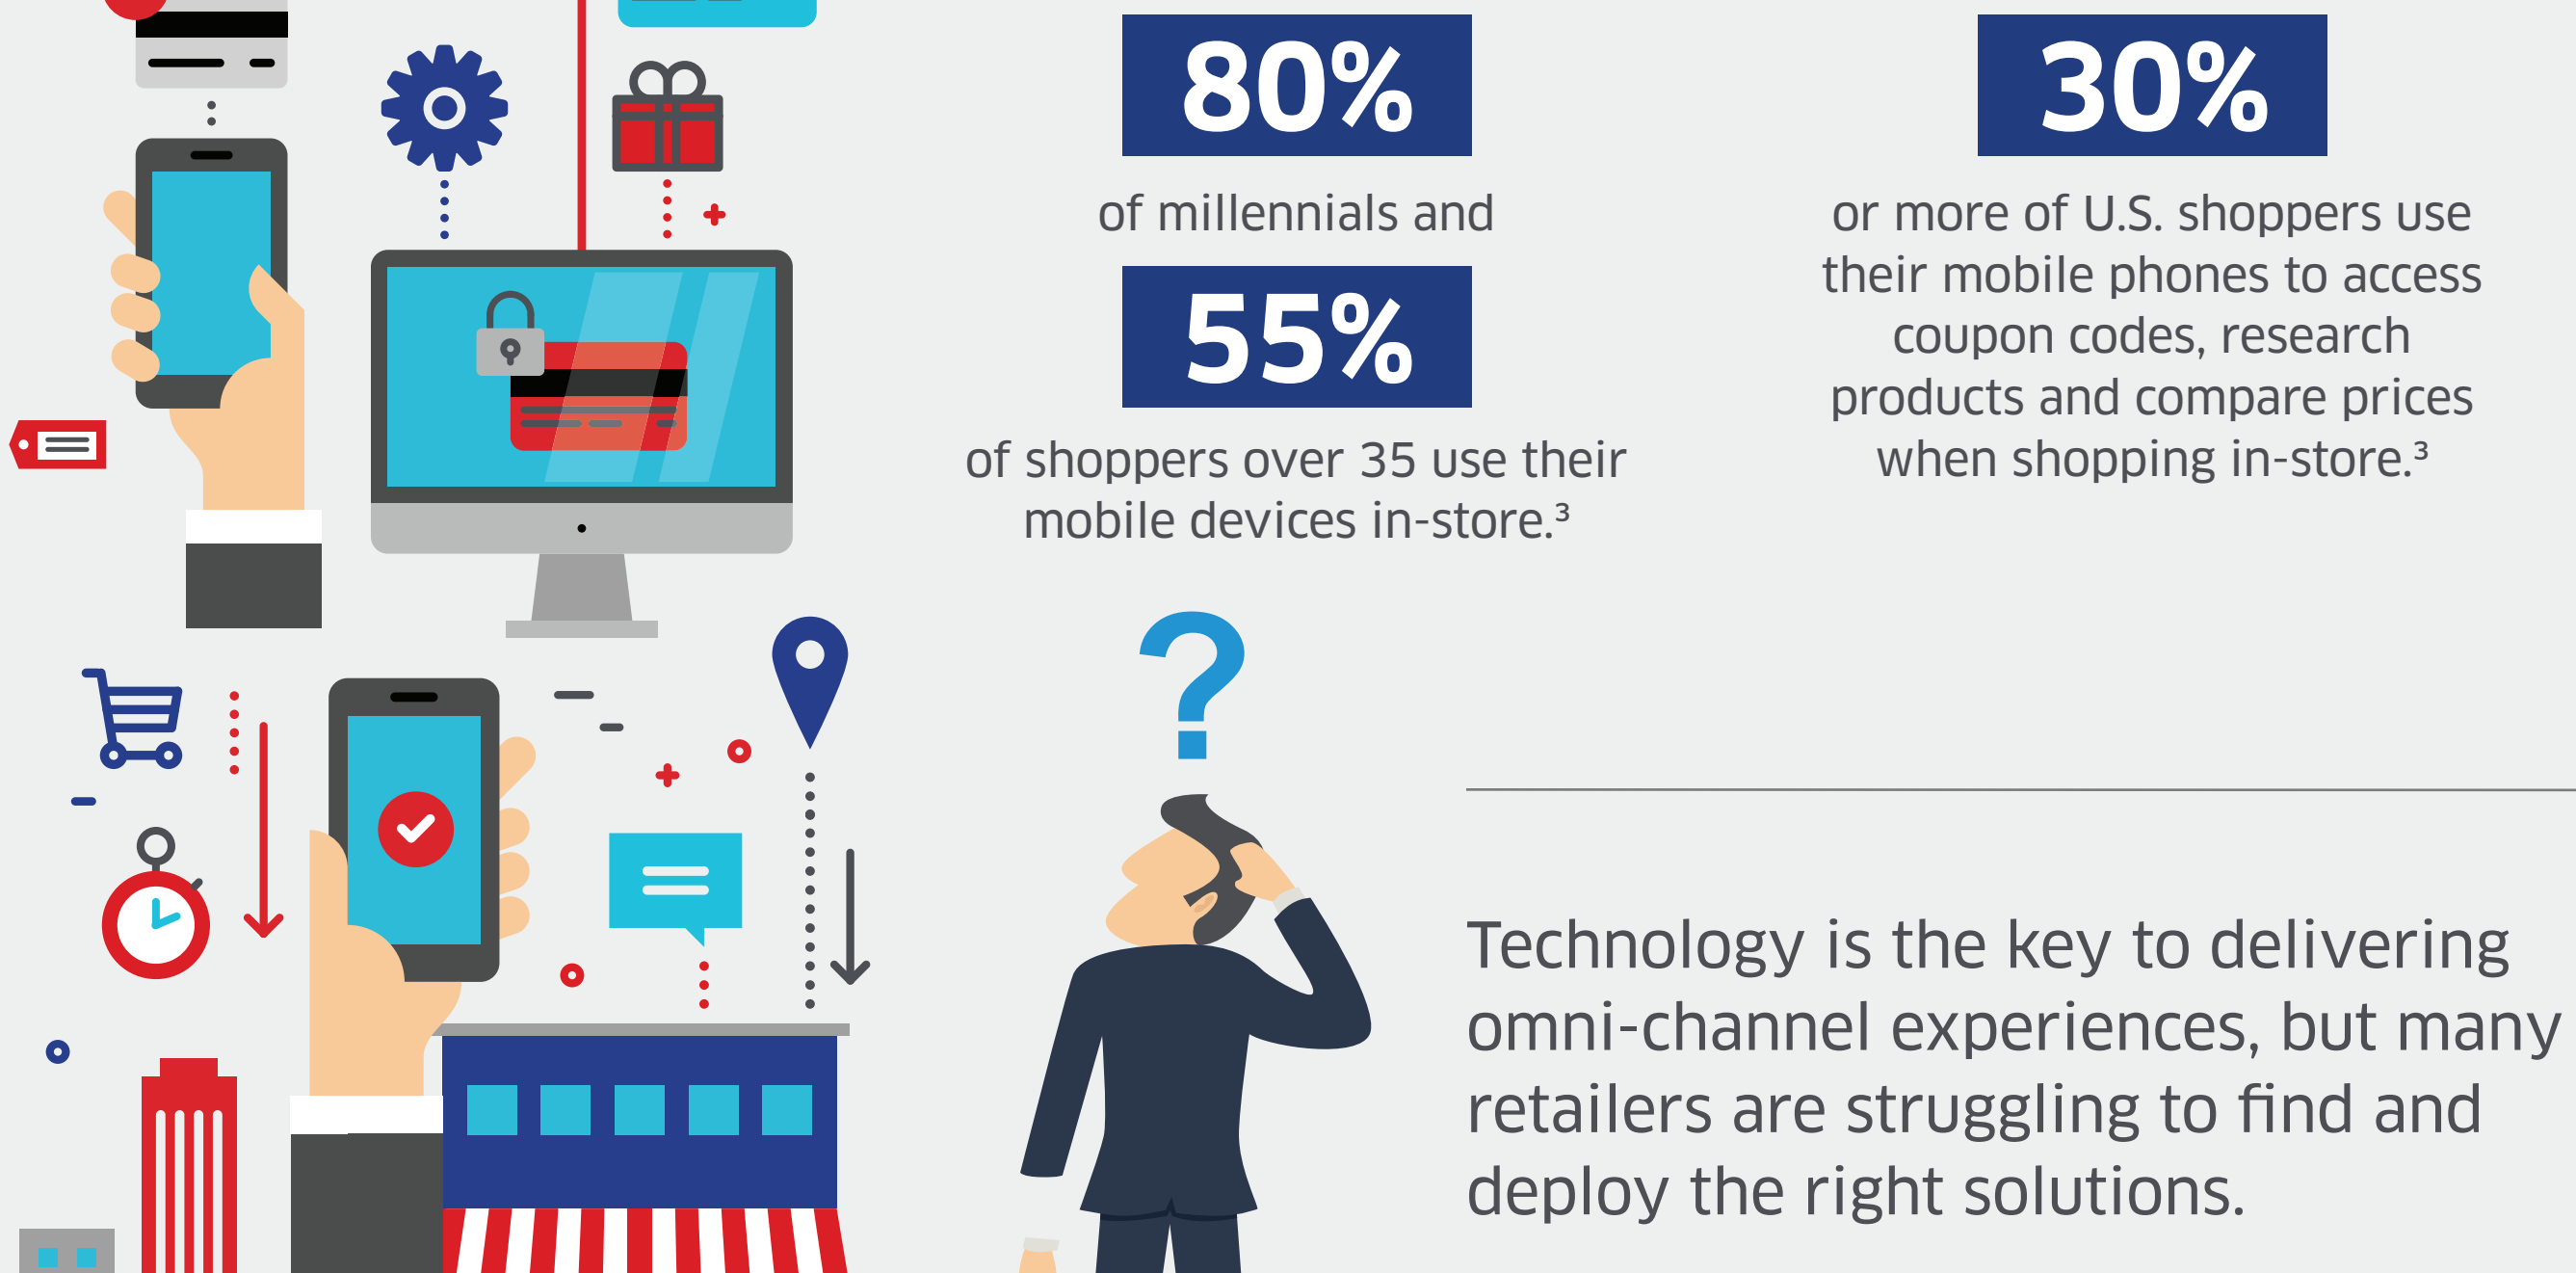 80%
of millennials and
55%
of shoppers over 35 use their
mobile devices in-store.³
30%
or more of U.S. shoppers use
their mobile phones to access
coupon codes, research
products and compare prices
when shopping in-store.³
?
Technology is the key to delivering
omni-channel experiences, but many
retailers are struggling to find and
deploy the right solutions.